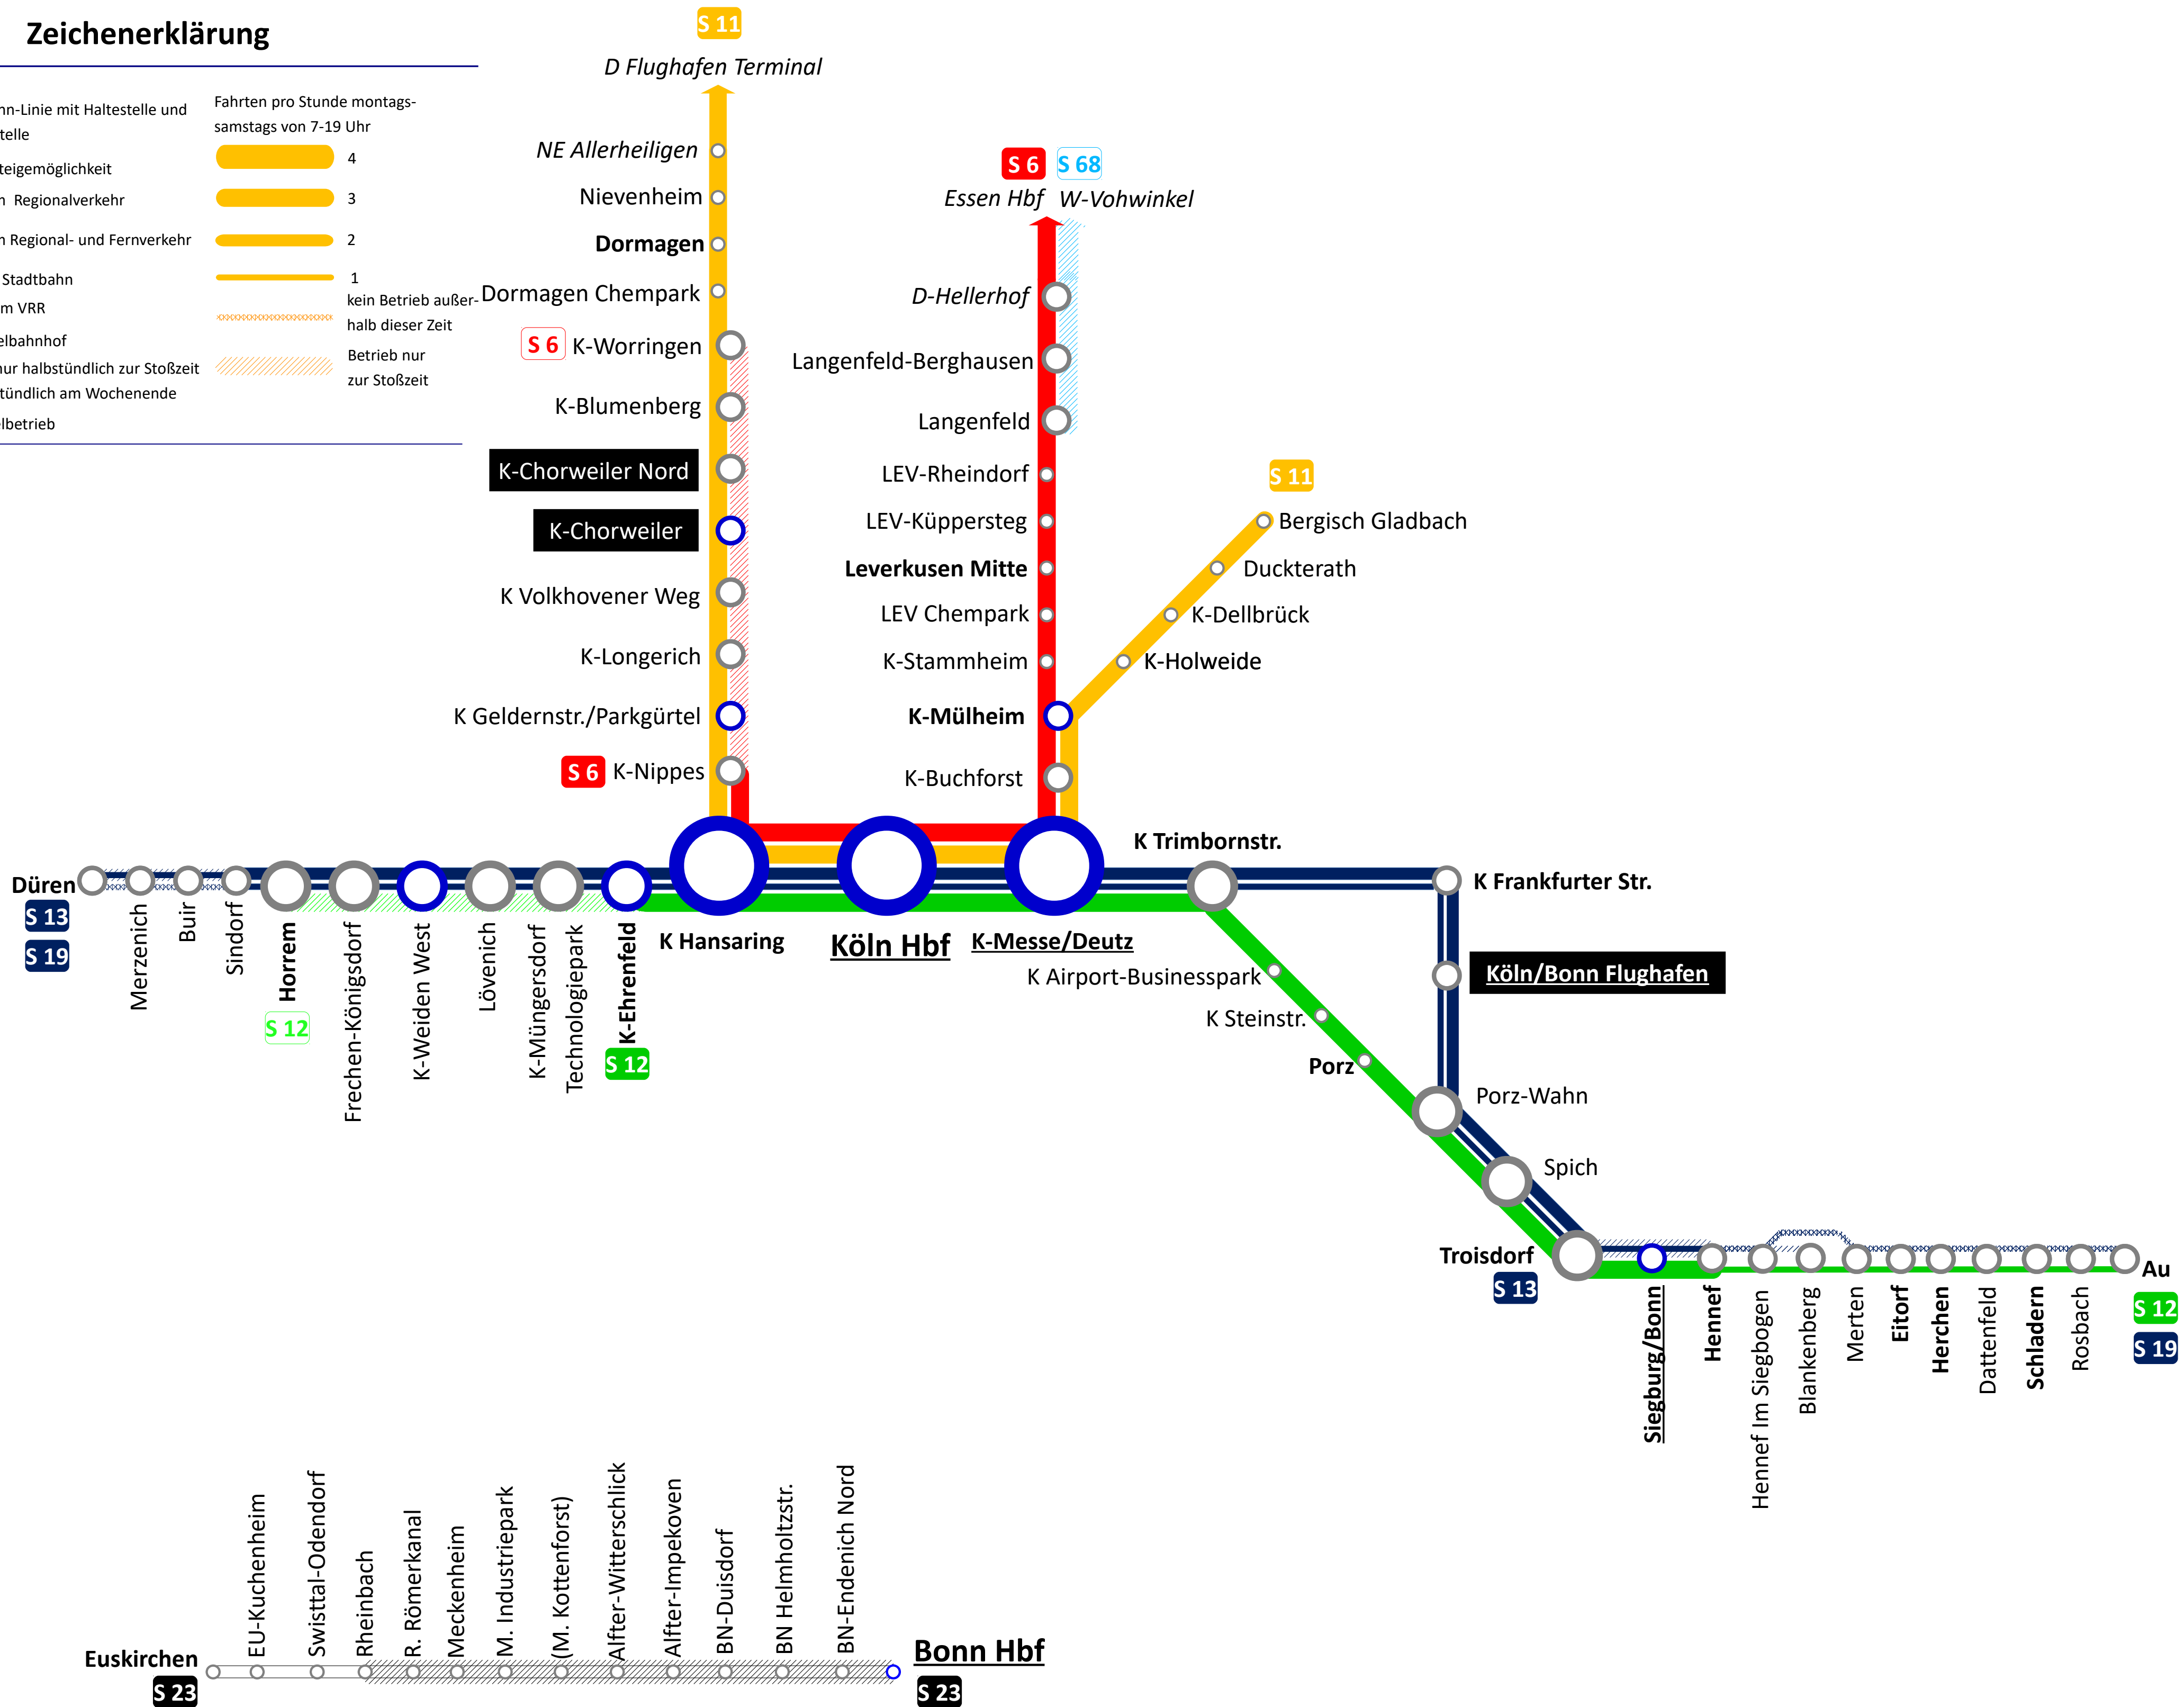 Zeichenerklärung
nn-Linie mit Haltestelle und
telle
teigemöglichkeit
n Regionalverkehr
n Regional- und Fernverkehr
Stadtbahn
m VRR
elbahnhof
nur halbstündlich zur Stoßzeit
tündlich am Wochenende
lbetrieb
Fahrten pro Stunde montags-
samstags von 7-19 Uhr
4
3
2
1
kein Betrieb außer-
halb dieser Zeit
Betrieb nur
zur Stoßzeit
S 11
D Flughafen Terminal
NE Allerheiligen
Nievenheim
Dormagen
Dormagen Chempark
S 6 K-Worringen
K-Blumenberg
K-Chorweiler Nord
K-Chorweiler
K Volkhovener Weg
K-Longerich
K Geldernstr./Parkgürtel
S 6 K-Nippes
S 6 S 68
Essen Hbf W-Vohwinkel
D-Hellerhof
Langenfeld-Berghausen
Langenfeld
LEV-Rheindorf
LEV-Küppersteg
Leverkusen Mitte
LEV Chempark
K-Stammheim
K-Mülheim
K-Buchforst
S 11
Bergisch Gladbach
Duckterath
K-Dellbrück
K-Holweide
Düren
S 13
S 19
Merzenich
Buir
Sindorf
Horrem
S 12
Frechen-Königsdorf
K-Weiden West
Lövenich
K-Müngersdorf
Technologiepark
K-Ehrenfeld
S 12
K Hansaring
Köln Hbf
K-Messe/Deutz
K Trimbornstr.
K Frankfurter Str.
Köln/Bonn Flughafen
K Airport-Businesspark
K Steinstr.
Porz
Porz-Wahn
Spich
Troisdorf
S 13
Siegburg/Bonn
Hennef
Hennef Im Siegbogen
Blankenberg
Merten
Eitorf
Herchen
Dattenfeld
Schladern
Rosbach
Au
S 12
S 19
Euskirchen
S 23
EU-Kuchenheim
Swisttal-Odendorf
Rheinbach
R. Römerkanal
Meckenheim
M. Industriepark
(M. Kottenforst)
Alfter-Witterschlick
Alfter-Impekoven
BN-Duisdorf
BN Helmholtzstr.
BN-Endenich Nord
Bonn Hbf
S 23